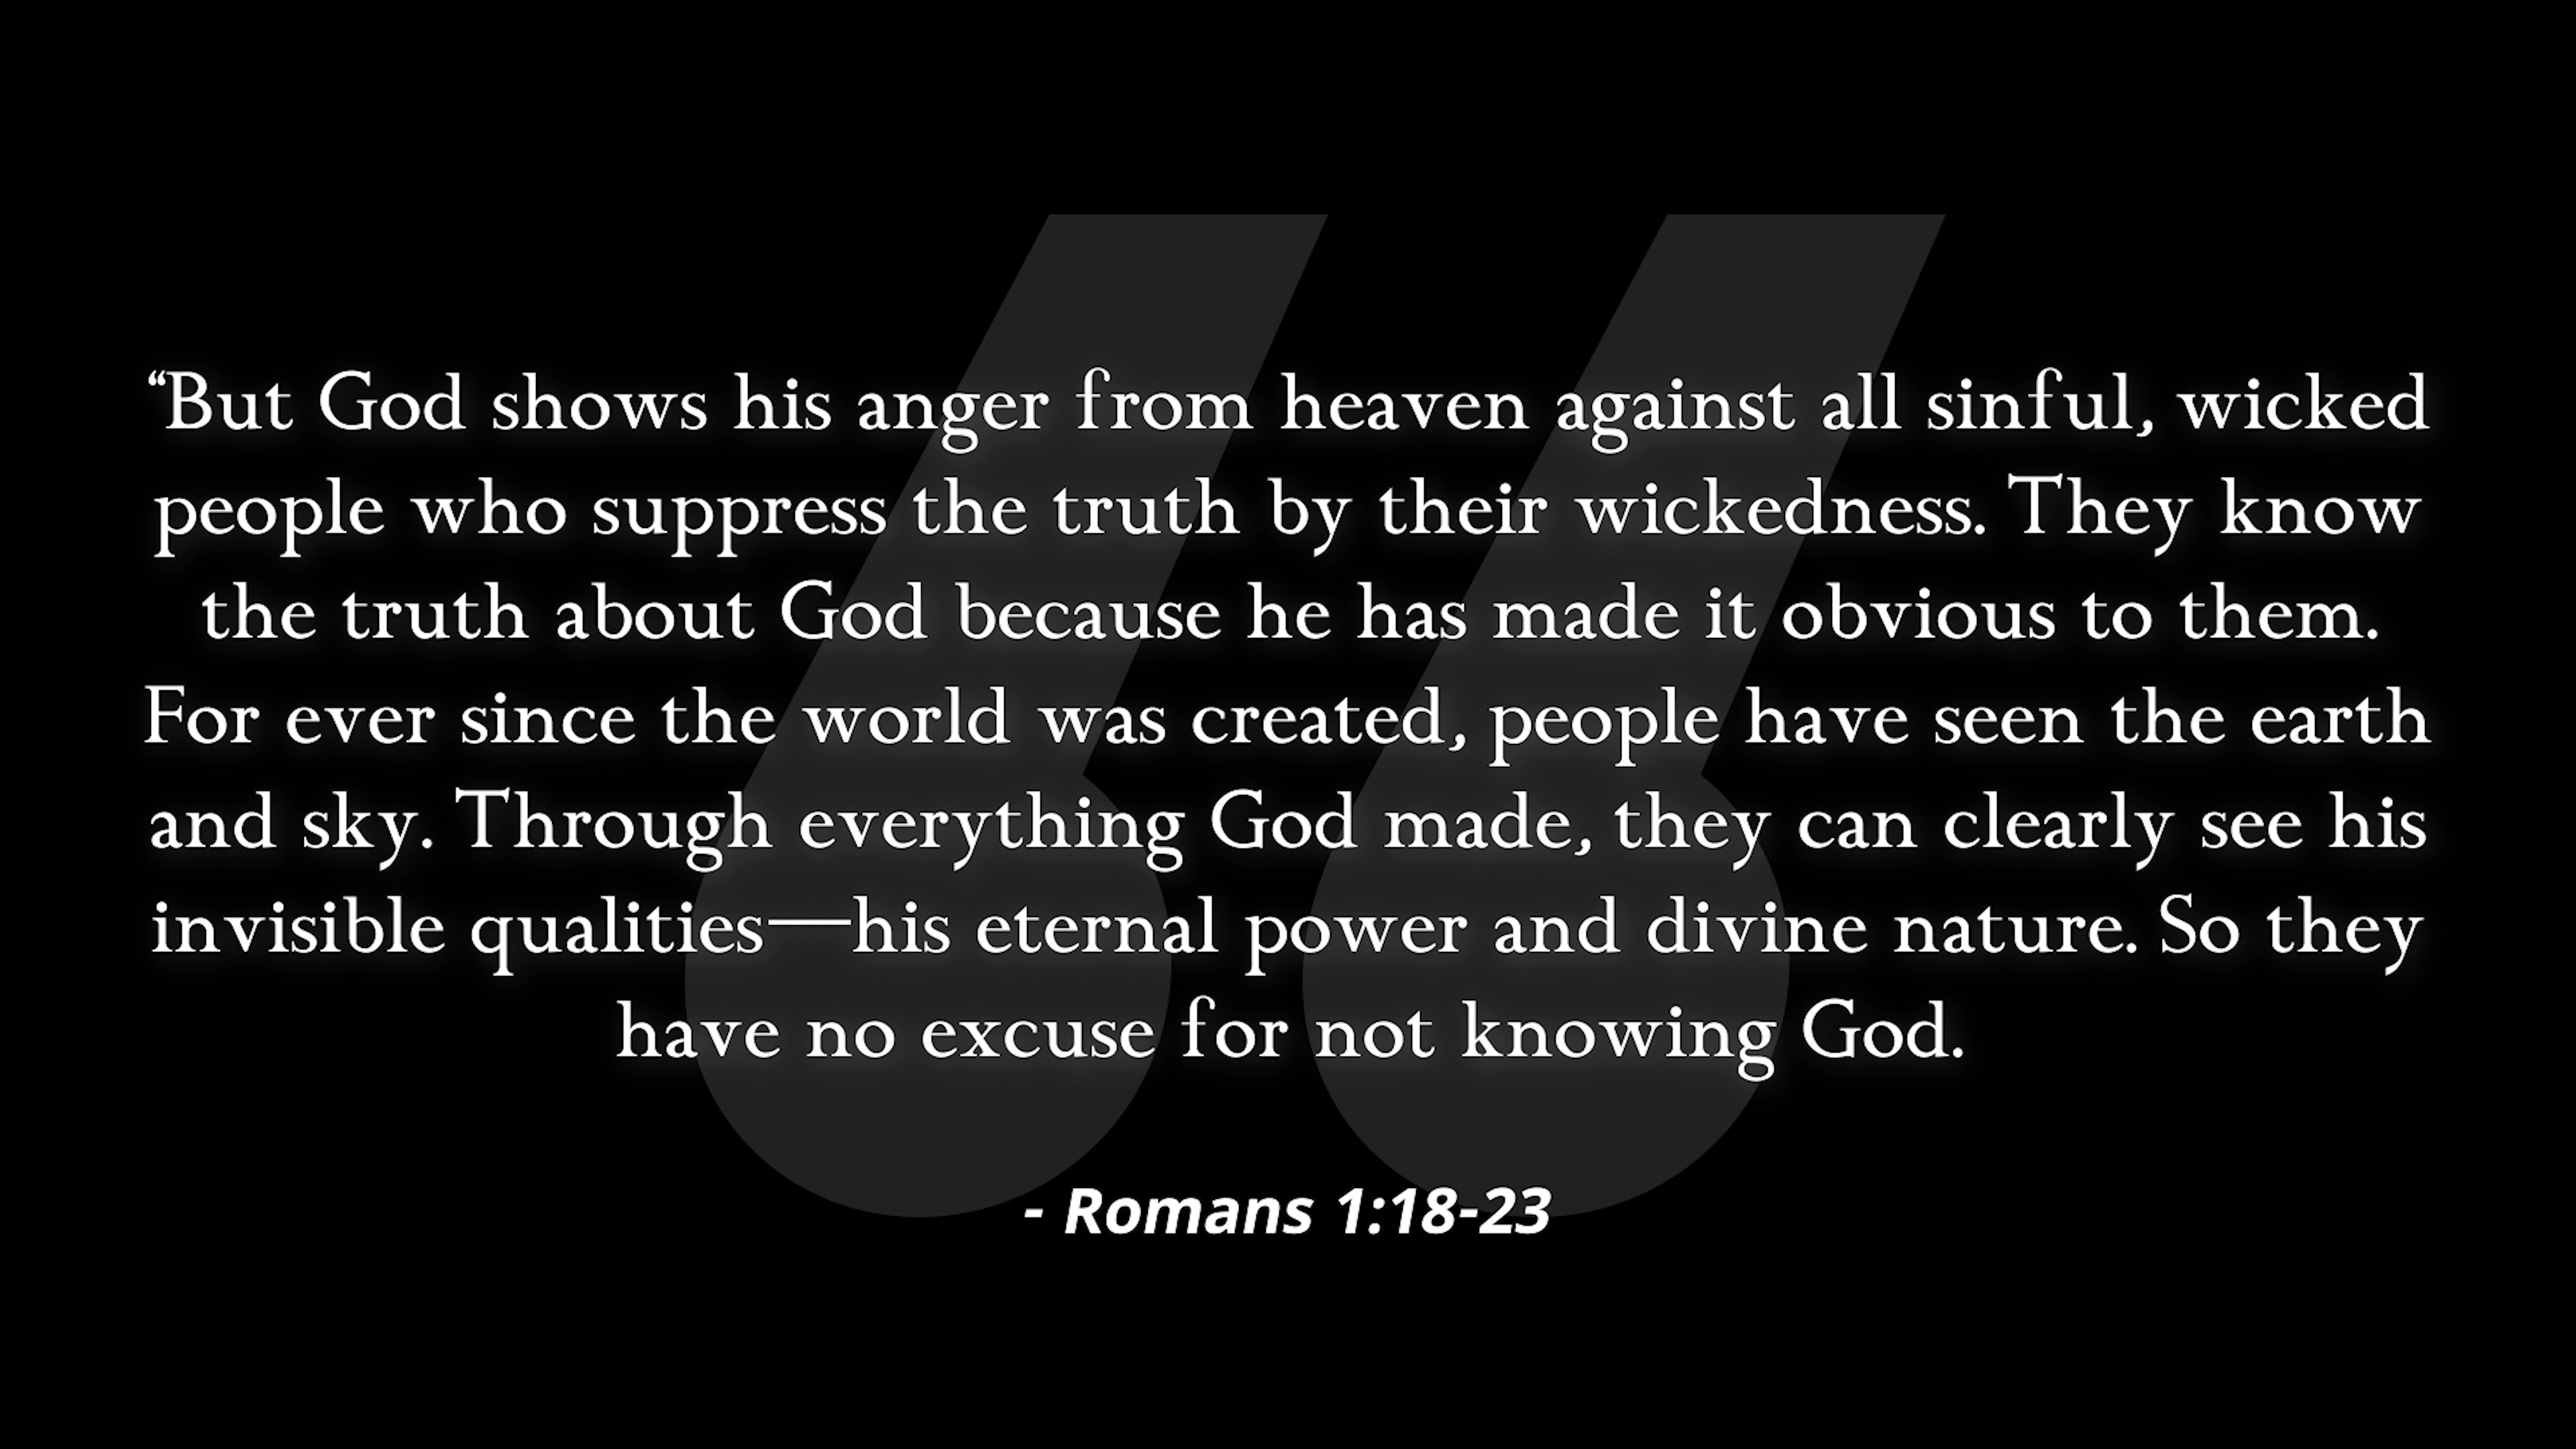 “But God shows his anger from heaven against all sinful, wicked
people who suppress the truth by their wickedness. They know
the truth about God because he has made it obvious to them.
For ever since the world was created, people have seen the earth
and sky. Through everything God made, they can clearly see his
invisible qualities—his eternal power and divine nature. So they
have no excuse for not knowing God.
- Romans 1:18-23